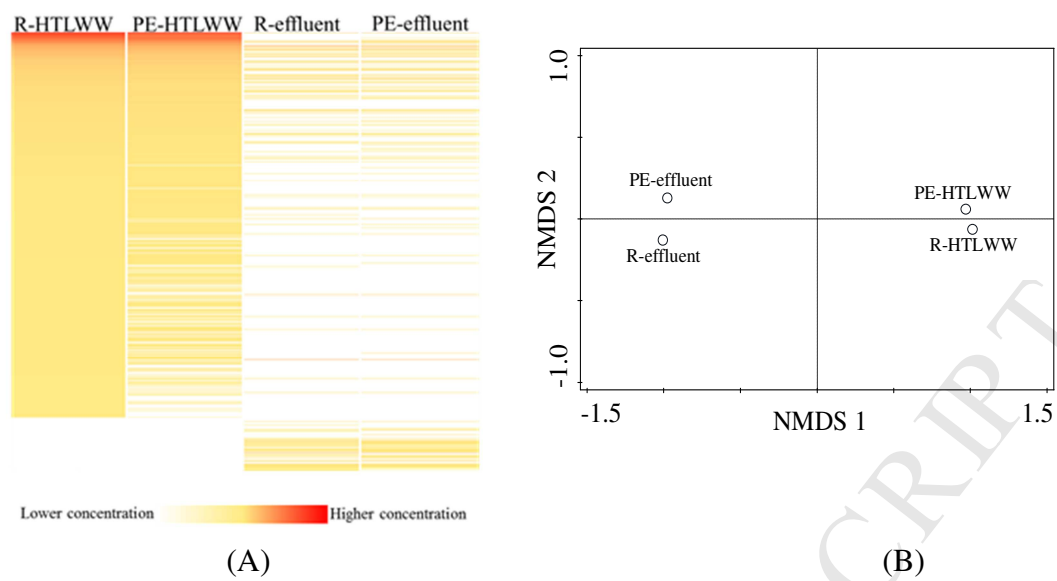 R-HTLWW PE-HTLWW R-effluent PE-effluent
Lower concentration Higher concentration
(A)
1.0
NMDS 2
-1.0
PE-effluent
R-effluent
PE-HTLWW
R-HTLWW
-1.5 NMDS 1 1.5
(B)
CRIPT